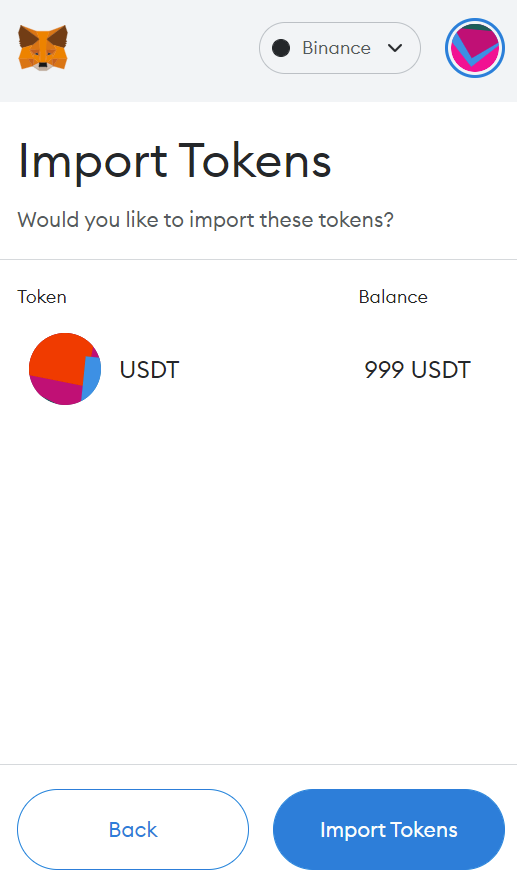 Binance
Import Tokens
Would you like to import these tokens?
Token Balance
USDT 999 USDT
Back Import Tokens